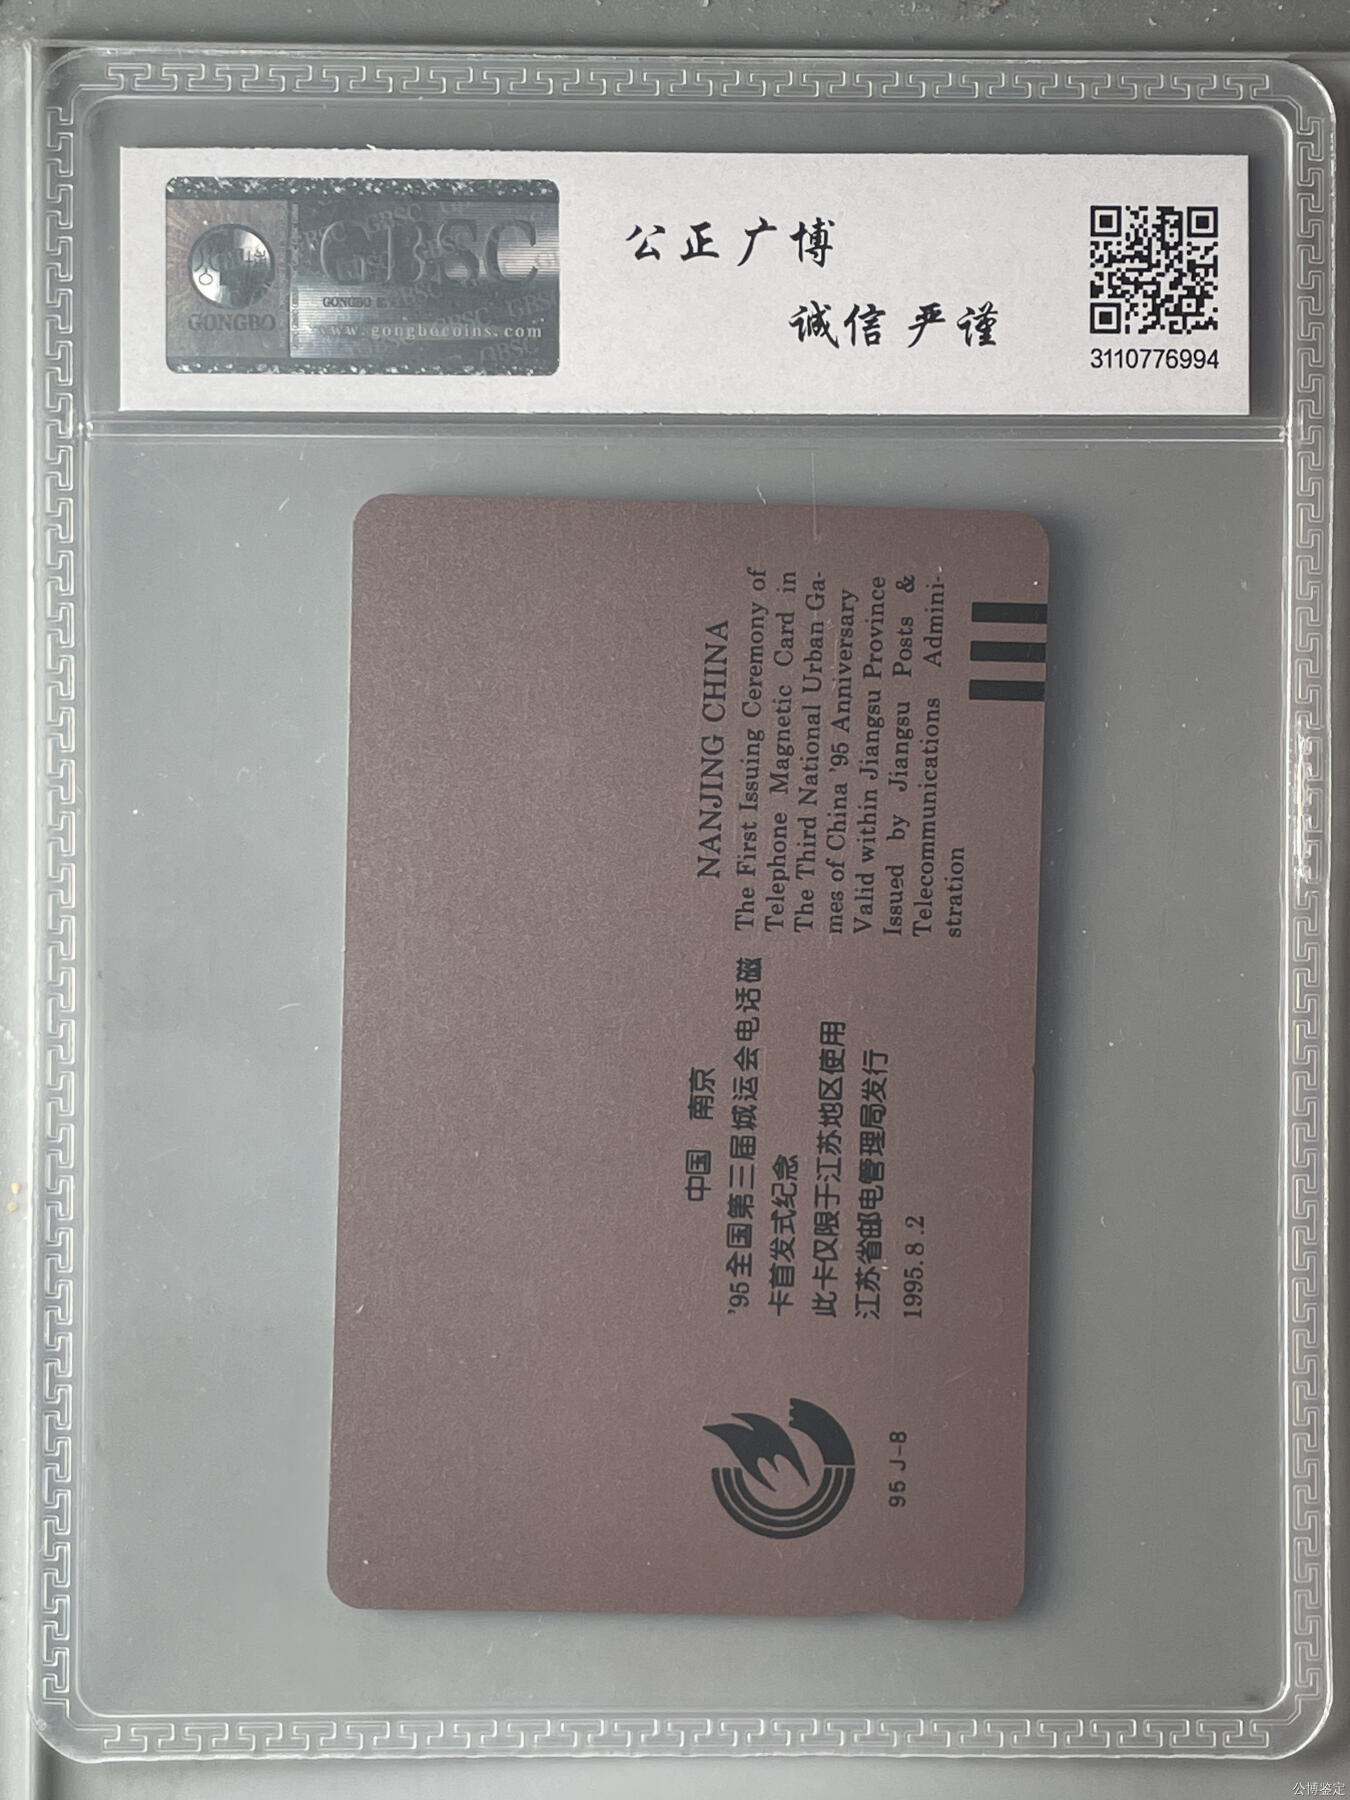 GBSC
GONGBO
www.gongbocoins.com
公正广博
诚信严谨
3110776994
中国 南京
'95全国第三届城运会电话磁
卡首发式纪念
此卡仅限于江苏地区使用
江苏省邮电管理局发行
1995.8.2
NANJING CHINA
The First Issuing Ceremony of
Telephone Magnetic Card in
The Third National Urban Ga-
mes of China '95 Anniversary
Valid within Jiangsu Province
Issued by Jiangsu Posts &
Telecommunications Admini-
stration
95 J-8
公博鉴定